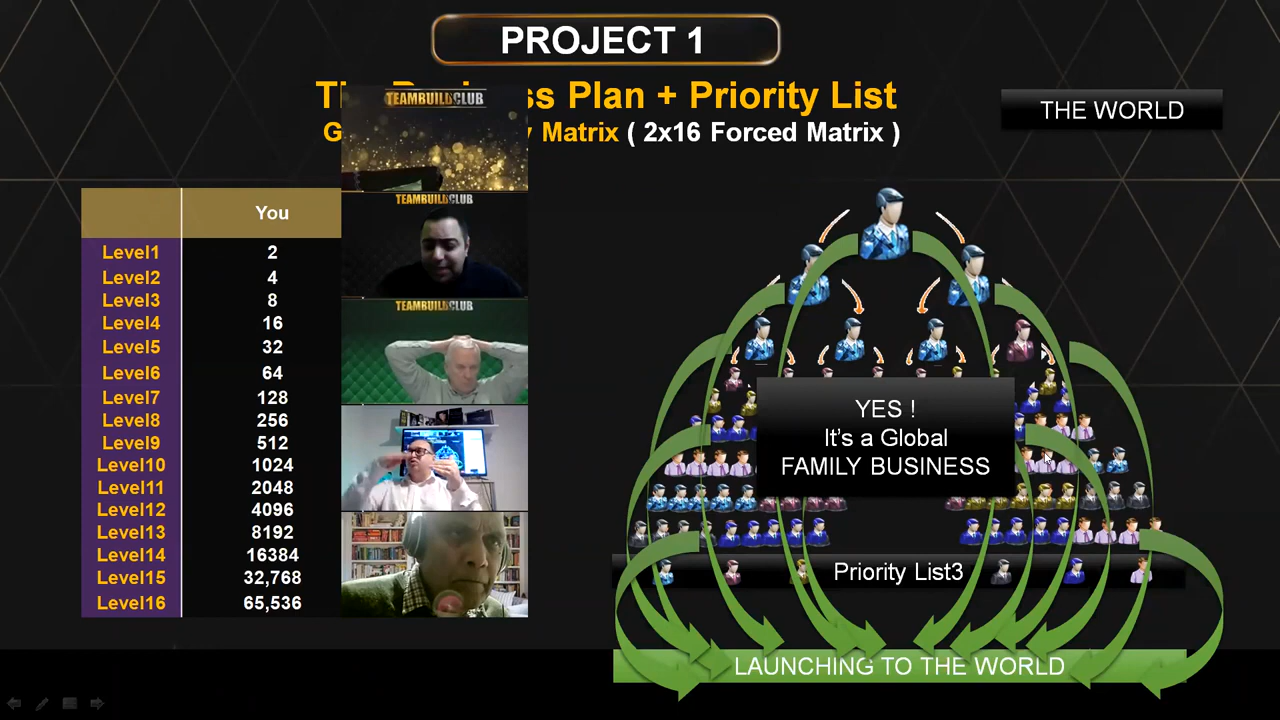 PROJECT 1
ss Plan + Priority List
Matrix ( 2x16 Forced Matrix )
THE WORLD
TEAMBUILDCLUB
TEAMBUILDCLUB
TEAMBUILDCLUB
You
Level1 2
Level2 4
Level3 8
Level4 16
Level5 32
Level6 64
Level7 128
Level8 256
Level9 512
Level10 1024
Level11 2048
Level12 4096
Level13 8192
Level14 16384
Level15 32,768
Level16 65,536
YES !
It's a Global
FAMILY BUSINESS
Priority List3
LAUNCHING TO THE WORLD